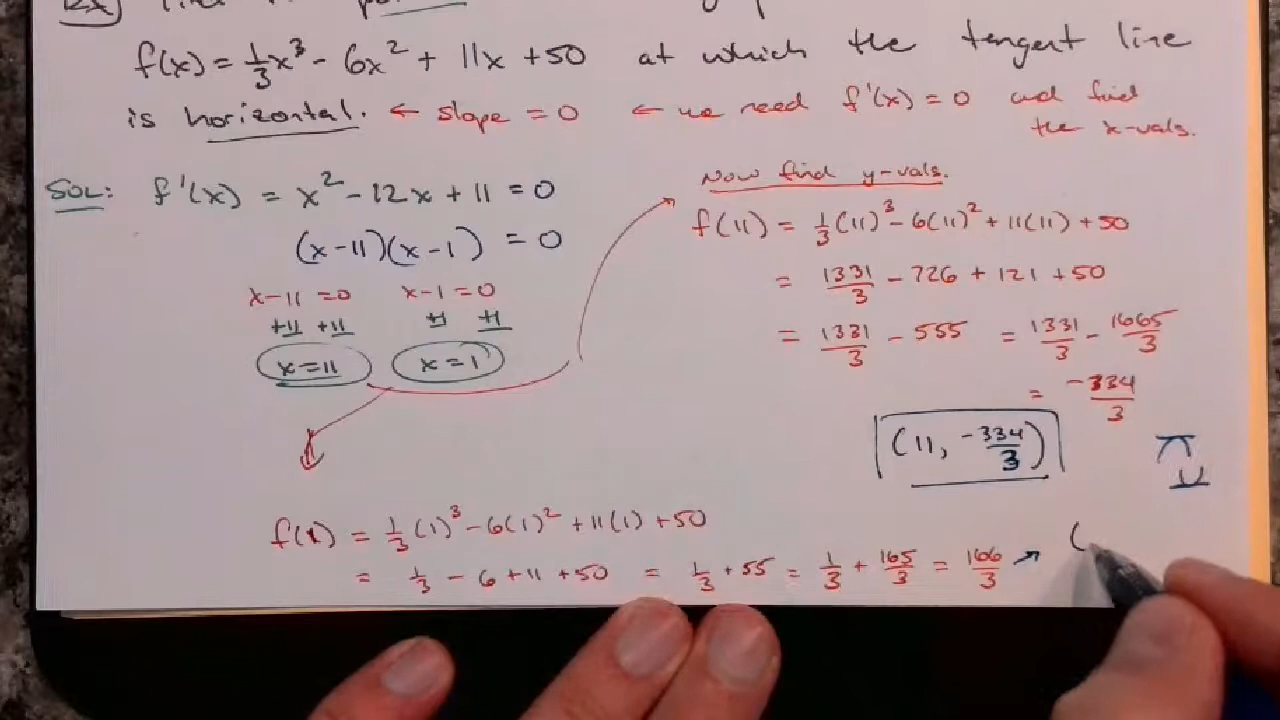 Ex
f(x) = 1/3 x³ - 6x² + 11x + 50 at which the tangent line
is horizontal. ← slope = 0 ← we need f'(x) = 0 and find
the x-vals.
SOL: f'(x) = x² - 12x + 11 = 0
(x-11)(x-1) = 0
x-11 = 0 x-1 = 0
+11 +11 +1 +1
x = 11 x = 1
Now find y-vals.
f(11) = 1/3 (11)³ - 6(11)² + 11(11) + 50
= 1331/3 - 726 + 121 + 50
= 1331/3 - 555 = 1331/3 - 1665/3
= -334/3
(11, -334/3)
f(1) = 1/3 (1)³ - 6(1)² + 11(1) + 50
= 1/3 - 6 + 11 + 50 = 1/3 + 55 = 1/3 + 165/3 = 166/3 → (